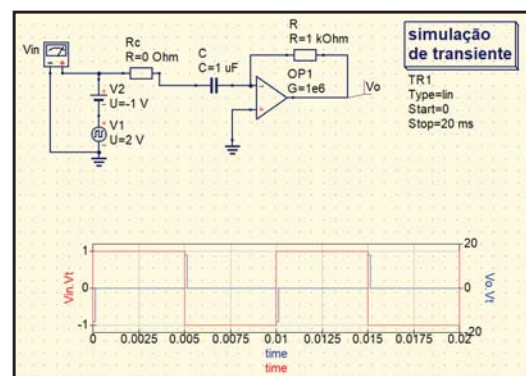 simulação
de transiente
TR1
Type=lin
Start=0
Stop=20 ms
Vin
Rc
R=0 Ohm
C
C=1 uF
R
R=1 kOhm
OP1
G=1e6
Vo
V2
U=-1 V
V1
U=2 V
Vin.Vt
1
0
-1
20
0
-20
Vo.Vt
0
0.0025
0.005
0.0075
0.01
0.0125
0.015
0.0175
0.02
time
time